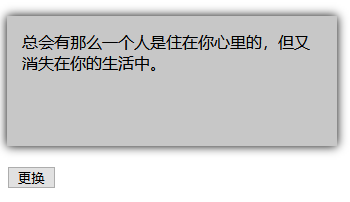 总会有那么一个人是住在你心里的，但又
消失在你的生活中。
更换